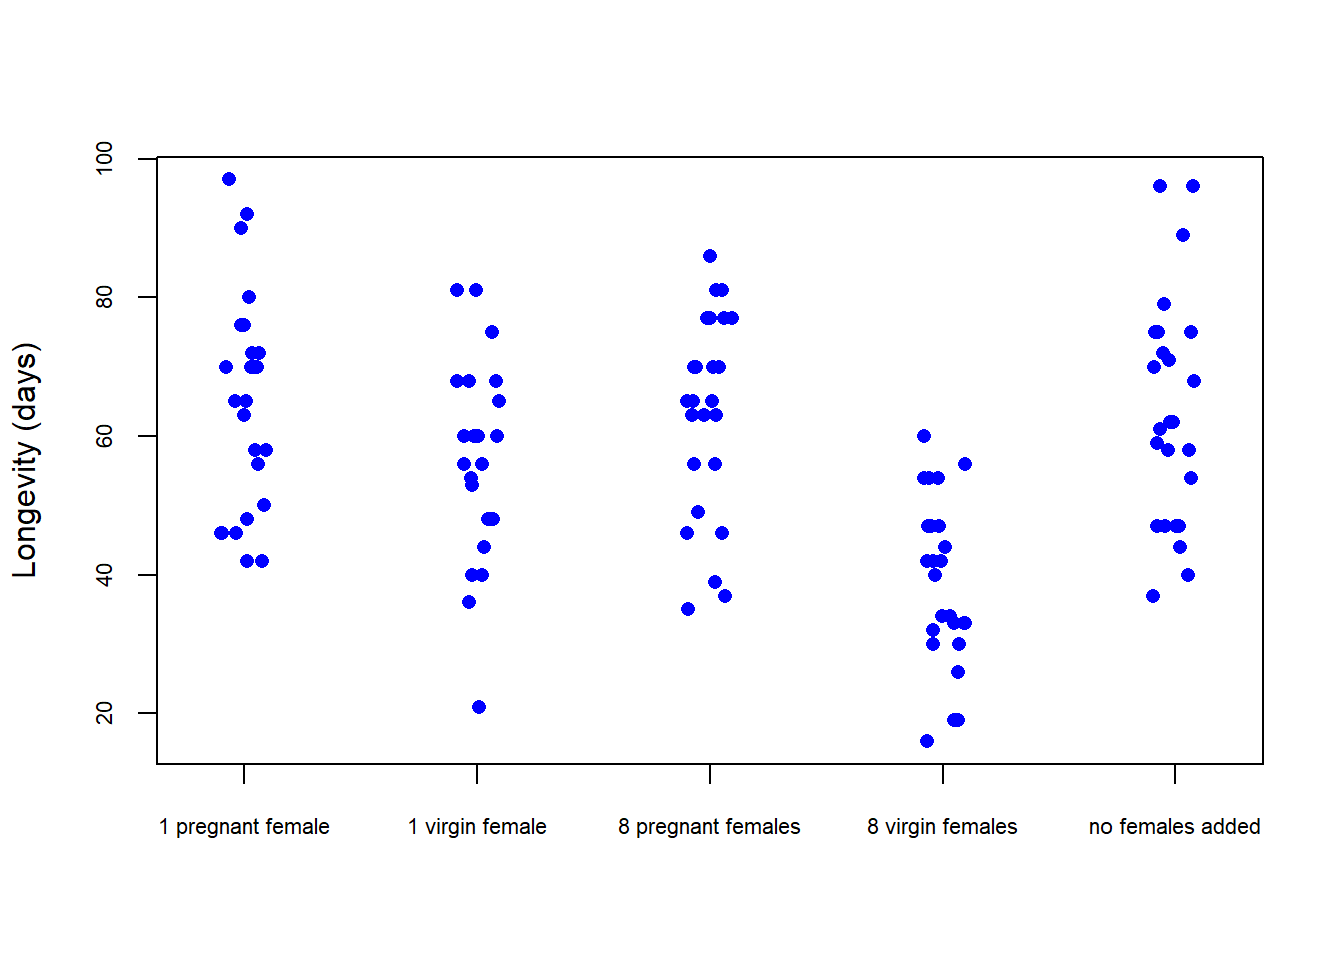 Longevity (days)
100
80
60
40
20
1 pregnant female
1 virgin female
8 pregnant females
8 virgin females
no females added